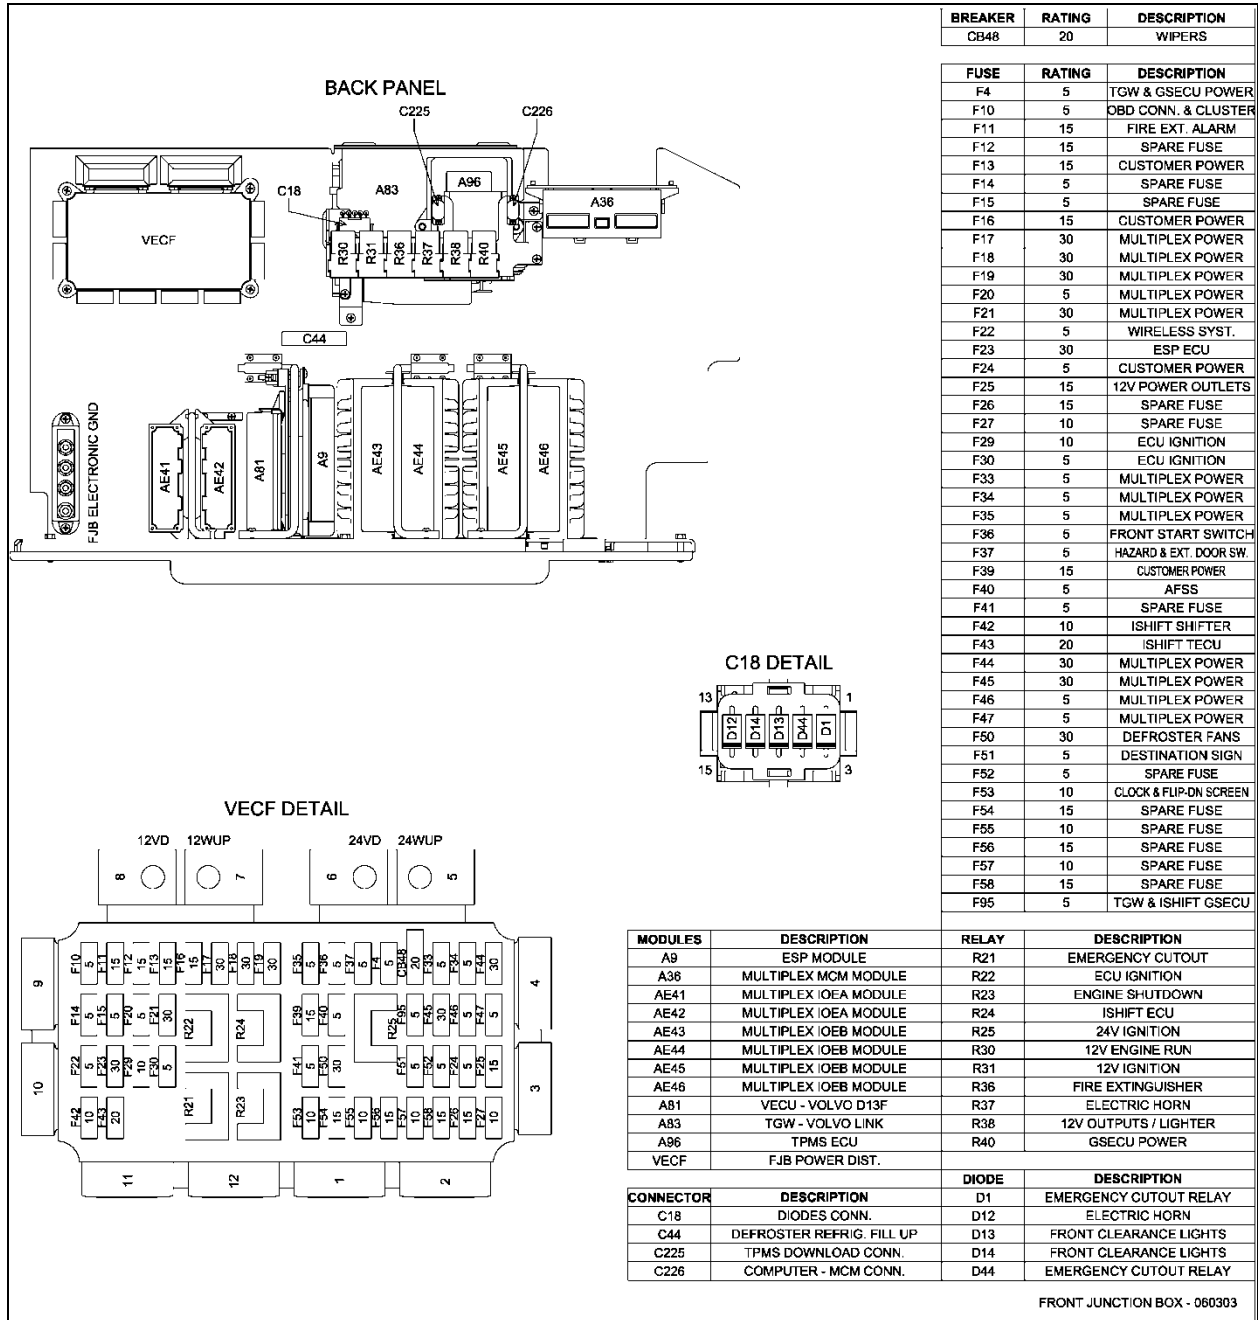 BREAKER RATING DESCRIPTION
CB48 20 WIPERS
FUSE RATING DESCRIPTION
F4 5 TGW & GSECU POWER
F10 5 OBD CONN. & CLUSTER
F11 15 FIRE EXT. ALARM
F12 15 SPARE FUSE
F13 15 CUSTOMER POWER
F14 5 SPARE FUSE
F15 5 SPARE FUSE
F16 15 CUSTOMER POWER
F17 30 MULTIPLEX POWER
F18 30 MULTIPLEX POWER
F19 30 MULTIPLEX POWER
F20 5 MULTIPLEX POWER
F21 30 MULTIPLEX POWER
F22 5 WIRELESS SYST.
F23 30 ESP ECU
F24 5 CUSTOMER POWER
F25 15 12V POWER OUTLETS
F26 15 SPARE FUSE
F27 10 SPARE FUSE
F29 10 ECU IGNITION
F30 5 ECU IGNITION
F33 5 MULTIPLEX POWER
F34 5 MULTIPLEX POWER
F35 5 MULTIPLEX POWER
F36 5 FRONT START SWITCH
F37 5 HAZARD & EXT. DOOR SW.
F39 15 CUSTOMER POWER
F40 5 AFSS
F41 5 SPARE FUSE
F42 10 ISHIFT SHIFTER
F43 20 ISHIFT TECU
F44 30 MULTIPLEX POWER
F45 30 MULTIPLEX POWER
F46 5 MULTIPLEX POWER
F47 5 MULTIPLEX POWER
F50 30 DEFROSTER FANS
F51 5 DESTINATION SIGN
F52 5 SPARE FUSE
F53 10 CLOCK & FLIP-DN SCREEN
F54 15 SPARE FUSE
F55 10 SPARE FUSE
F56 15 SPARE FUSE
F57 10 SPARE FUSE
F58 15 SPARE FUSE
F95 5 TGW & ISHIFT GSECU
BACK PANEL
C225 C226
C18 A83 A96 A36
VECF
R30 R31 R36 R37 R38 R40
C44
FJB ELECTRONIC GND
AE41 AE42 A81 A9 AE43 AE44 AE45 AE46
C18 DETAIL
13 1
D12 D14 D13 D44 D1
15 3
VECF DETAIL
12VD 12WUP 24VD 24WUP
8 7 6 5
F10 5 F11 15 F12 15 F13 15 F16 15 F17 30 F18 30 F19 30 F35 5 F36 5 F37 5 F4 5 CB48 20 F33 5 F34 5 F44 30
9 4
F14 5 F15 5 F20 5 F21 30 R22 R24 F39 15 F40 5 R25 F95 5 F45 30 F46 5 F47 5
F22 5 F23 30 F29 10 F30 5 F41 5 F50 30 F51 5 F52 5 F24 5 F25 15
10 3
F42 10 F43 20 R21 R23 F53 10 F54 15 F55 10 F56 15 F57 10 F58 15 F26 15 F27 10
11 12 1 2
MODULES DESCRIPTION
A9 ESP MODULE
A36 MULTIPLEX MCM MODULE
AE41 MULTIPLEX IOEA MODULE
AE42 MULTIPLEX IOEA MODULE
AE43 MULTIPLEX IOEB MODULE
AE44 MULTIPLEX IOEB MODULE
AE45 MULTIPLEX IOEB MODULE
AE46 MULTIPLEX IOEB MODULE
A81 VECU - VOLVO D13F
A83 TGW - VOLVO LINK
A96 TPMS ECU
VECF FJB POWER DIST.
RELAY DESCRIPTION
R21 EMERGENCY CUTOUT
R22 ECU IGNITION
R23 ENGINE SHUTDOWN
R24 ISHIFT ECU
R25 24V IGNITION
R30 12V ENGINE RUN
R31 12V IGNITION
R36 FIRE EXTINGUISHER
R37 ELECTRIC HORN
R38 12V OUTPUTS / LIGHTER
R40 GSECU POWER
CONNECTOR DESCRIPTION
C18 DIODES CONN.
C44 DEFROSTER REFRIG. FILL UP
C225 TPMS DOWNLOAD CONN.
C226 COMPUTER - MCM CONN.
DIODE DESCRIPTION
D1 EMERGENCY CUTOUT RELAY
D12 ELECTRIC HORN
D13 FRONT CLEARANCE LIGHTS
D14 FRONT CLEARANCE LIGHTS
D44 EMERGENCY CUTOUT RELAY
FRONT JUNCTION BOX - 060303